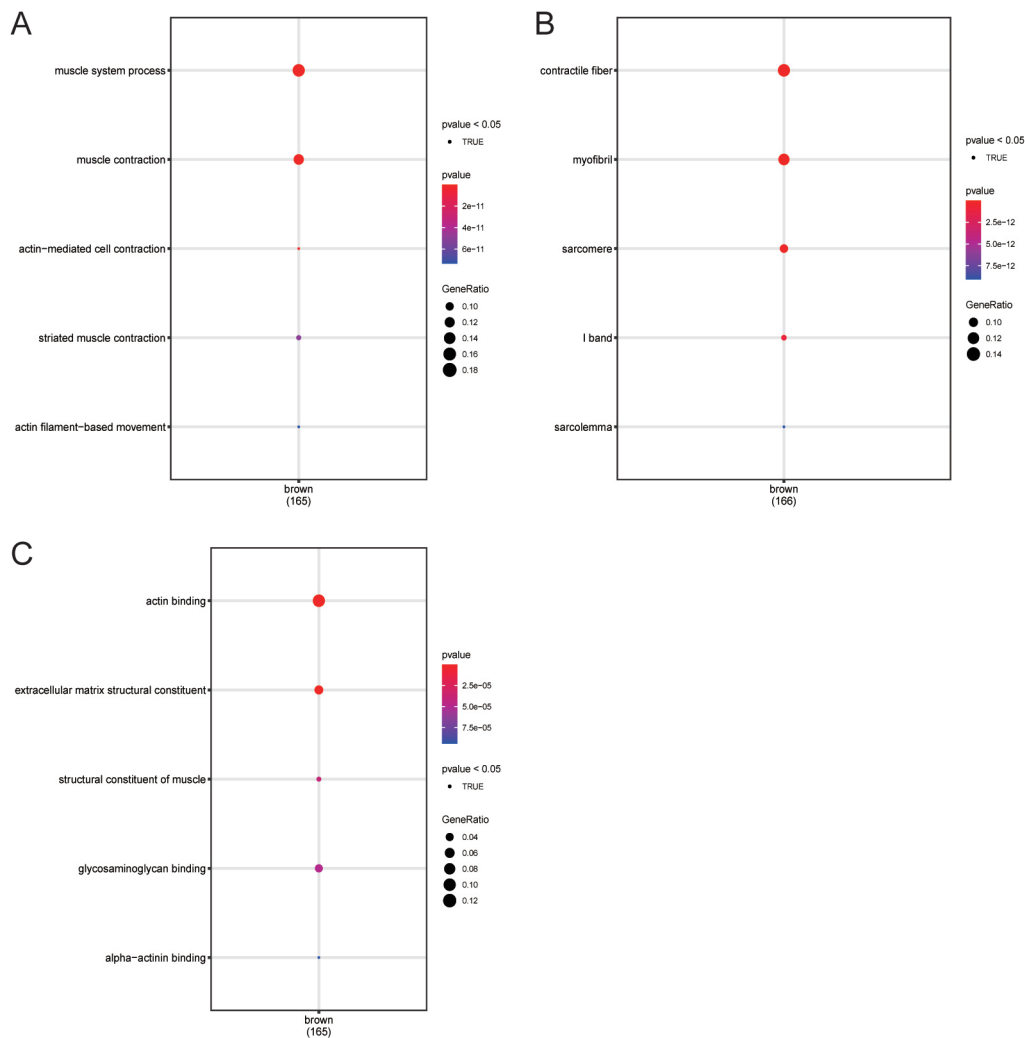 A
muscle system process
muscle contraction
actin−mediated cell contraction
striated muscle contraction
actin filament−based movement
brown
(165)
pvalue < 0.05
TRUE
pvalue
2e−11
4e−11
6e−11
GeneRatio
0.10
0.12
0.14
0.16
0.18
B
contractile fiber
myofibril
sarcomere
I band
sarcolemma
brown
(166)
pvalue < 0.05
TRUE
pvalue
2.5e−12
5.0e−12
7.5e−12
GeneRatio
0.10
0.12
0.14
C
actin binding
extracellular matrix structural constituent
structural constituent of muscle
glycosaminoglycan binding
alpha−actinin binding
brown
(165)
pvalue
2.5e−05
5.0e−05
7.5e−05
pvalue < 0.05
TRUE
GeneRatio
0.04
0.06
0.08
0.10
0.12